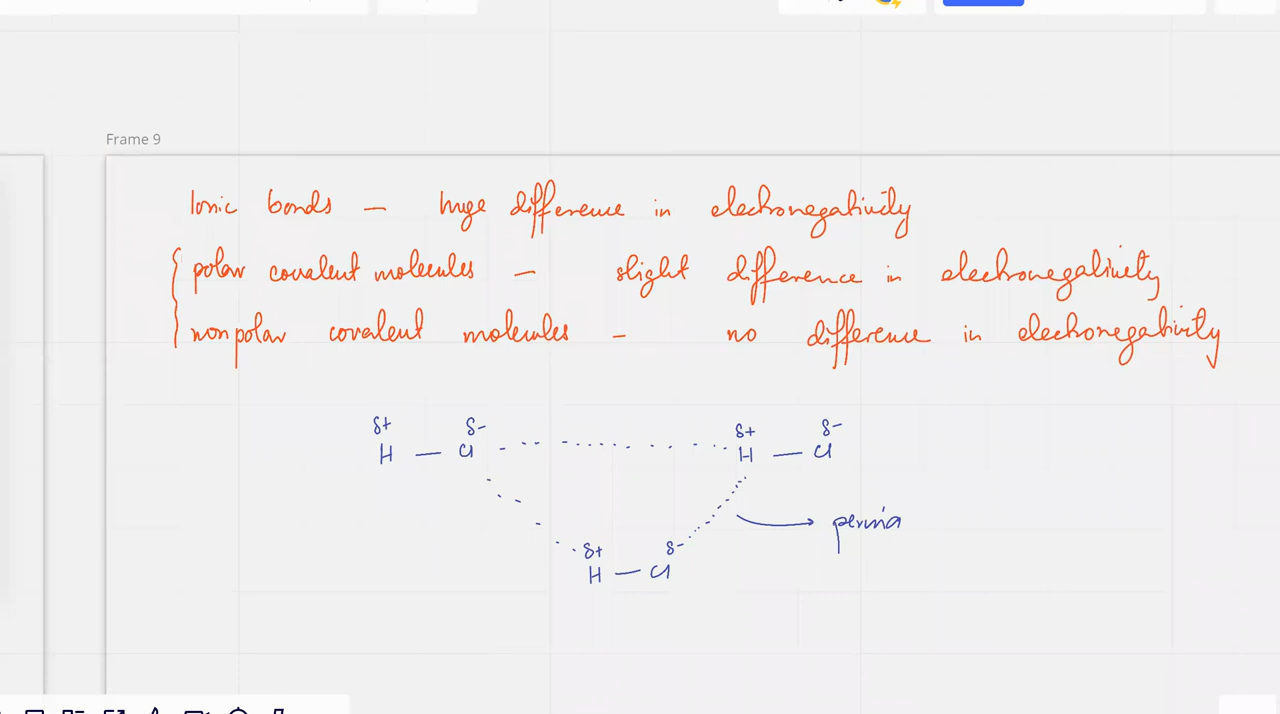 Frame 9
Ionic bonds — huge difference in electronegativity
polar covalent molecules — slight difference in electronegativity
nonpolar covalent molecules - no difference in electronegativity
δ+ δ- δ+ δ-
H — Cl H — Cl
perma
δ+ δ-
H — Cl